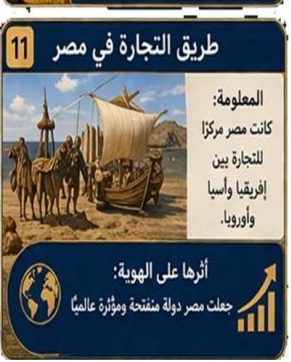 11
طريق التجارة في مصر
المعلومة:
كانت مصر مركزًا
للتجارة بين
إفريقيا وأسيا
وأوروبا.
أثرها على الهوية:
جعلت مصر دولة منفتحة ومؤثرة عالميًا